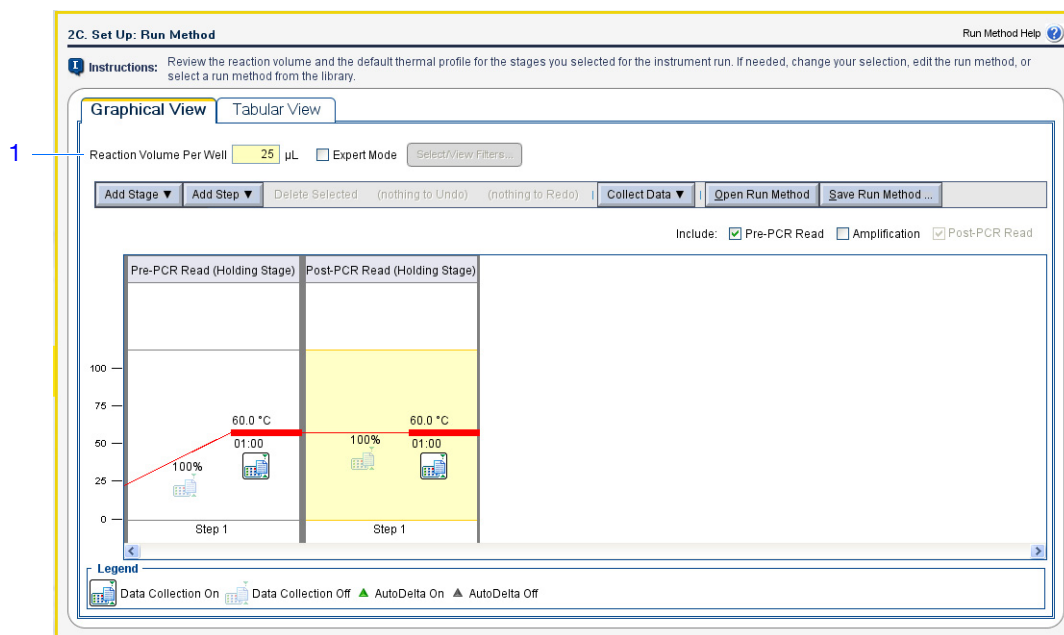 2C. Set Up: Run Method
Run Method Help ?
Instructions: Review the reaction volume and the default thermal profile for the stages you selected for the instrument run. If needed, change your selection, edit the run method, or
select a run method from the library.
Graphical View Tabular View
1
Reaction Volume Per Well 25 µL Expert Mode Select/View Filters...
Add Stage ▼ Add Step ▼ Delete Selected (nothing to Undo) (nothing to Redo) Collect Data ▼ Open Run Method Save Run Method ...
Include: Pre-PCR Read Amplification Post-PCR Read
Pre-PCR Read (Holding Stage) Post-PCR Read (Holding Stage)
100
75
60.0 °C 60.0 °C
50 01:00 100% 01:00
100%
25
0
Step 1 Step 1
Legend
Data Collection On Data Collection Off AutoDelta On AutoDelta Off